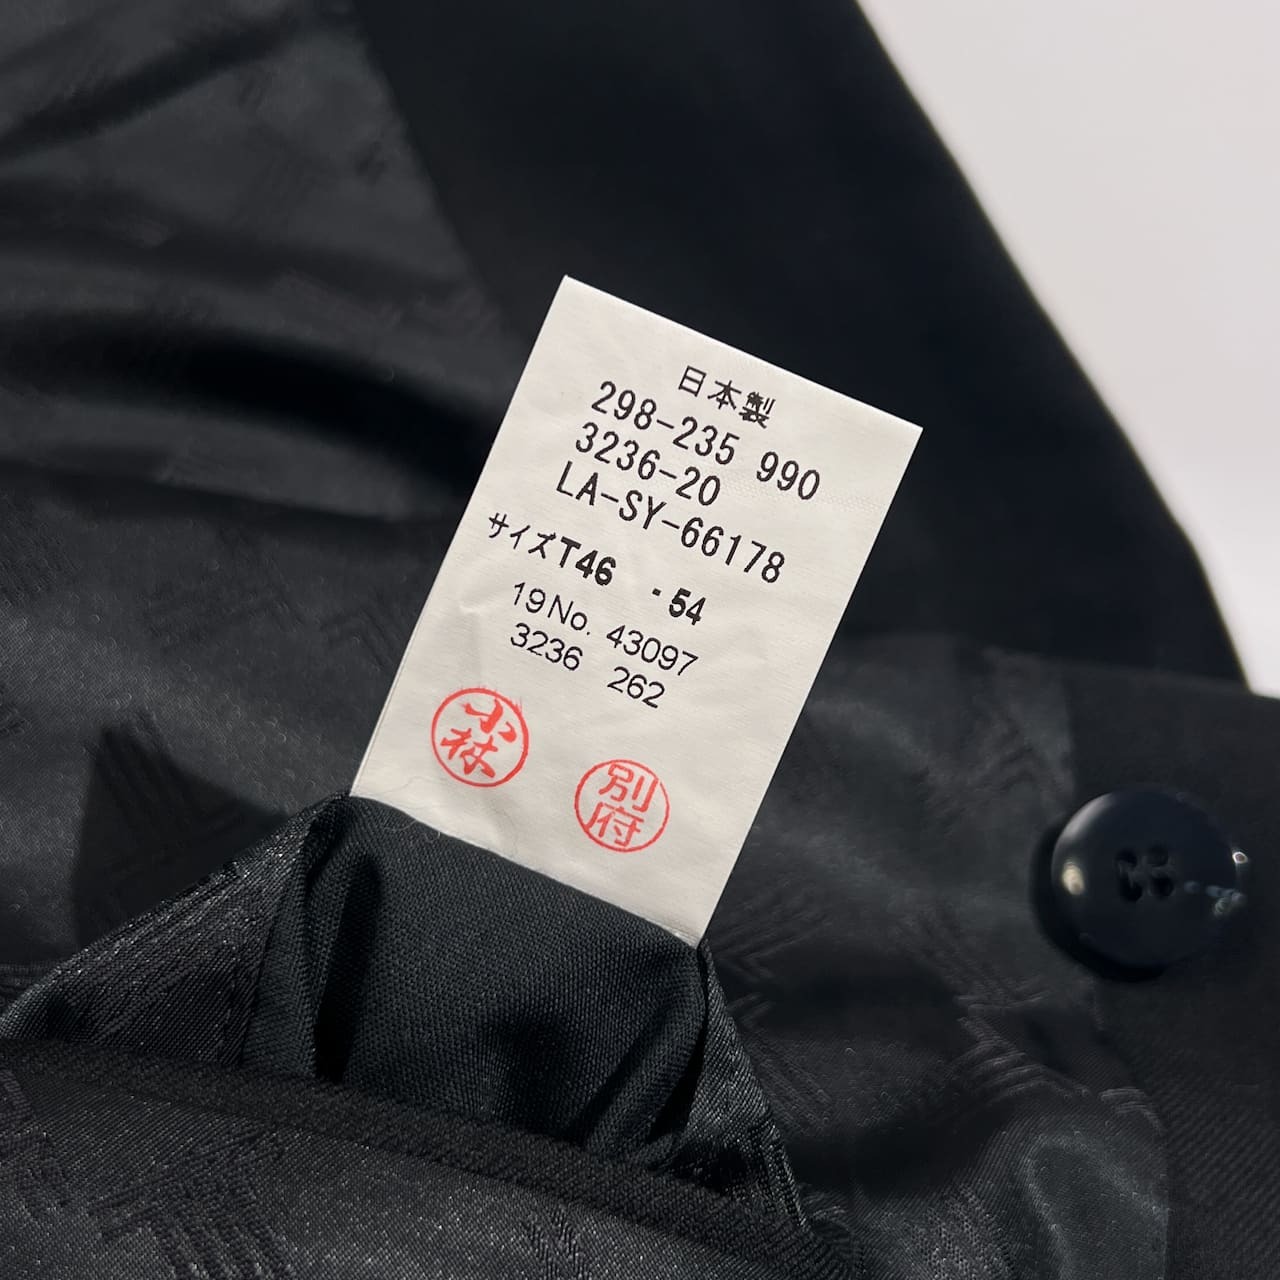 日本製
298-235 990
3236-20
LA-SY-66178
サイズT46 ・54
19No. 43097
3236 262
小林
別府